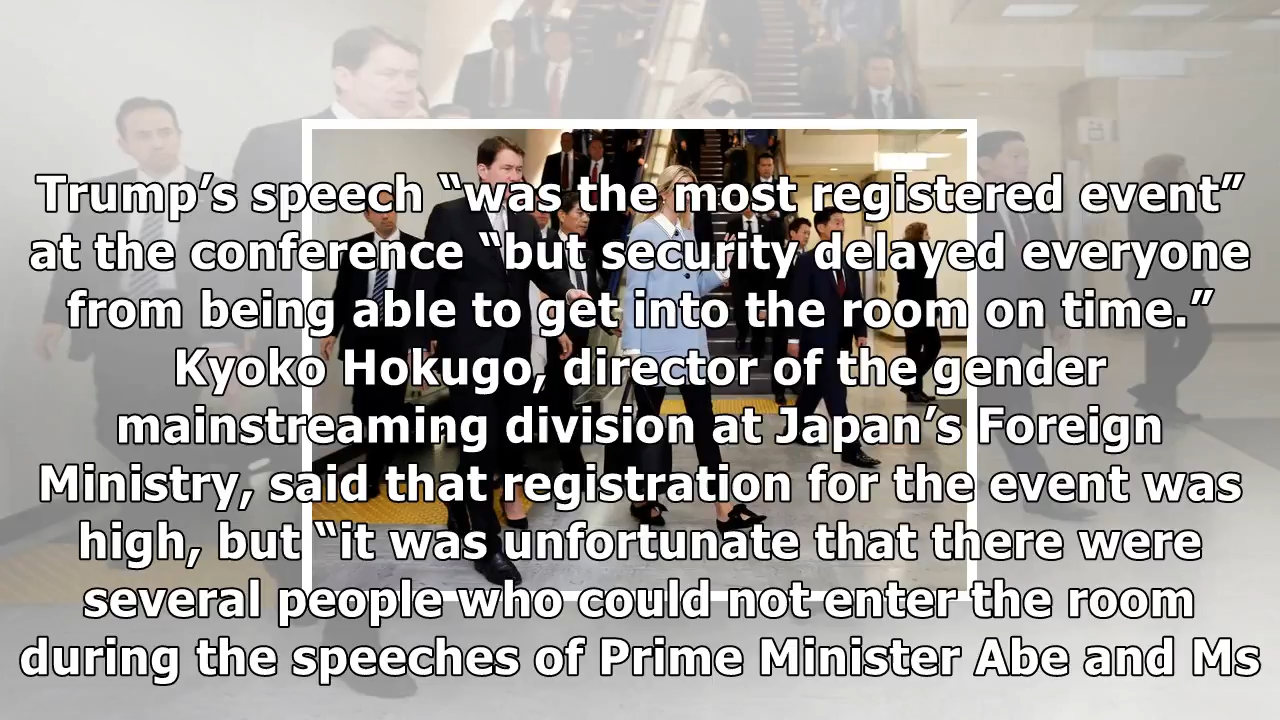 Trump’s speech “was the most registered event”
at the conference “but security delayed everyone
from being able to get into the room on time.”
Kyoko Hokugo, director of the gender
mainstreaming division at Japan’s Foreign
Ministry, said that registration for the event was
high, but “it was unfortunate that there were
several people who could not enter the room
during the speeches of Prime Minister Abe and Ms